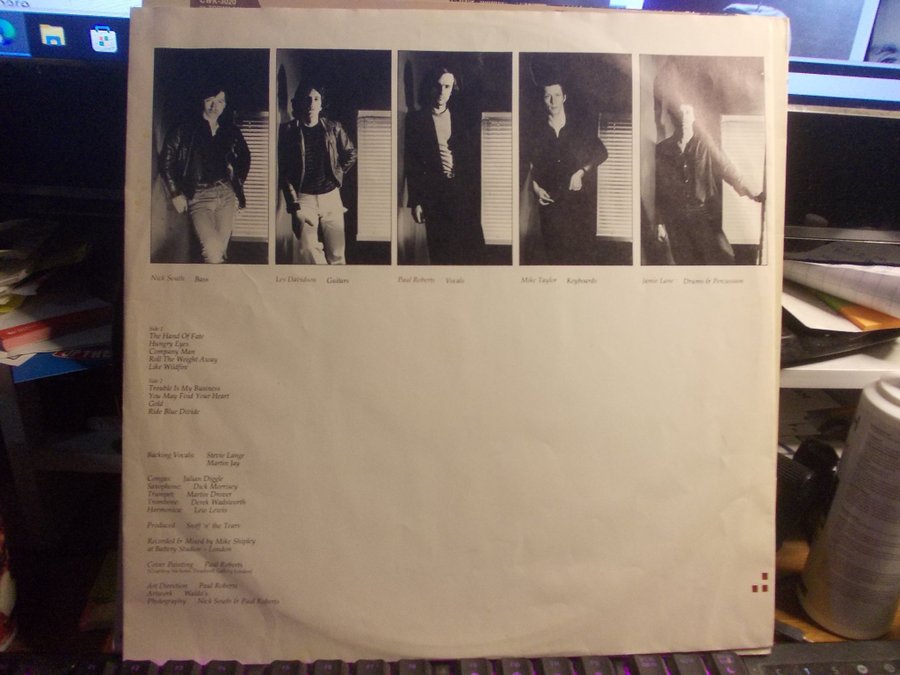 CWK-3020
Nick South Bass
Les Davidson Guitars
Paul Roberts Vocals
Mike Taylor Keyboards
Jamie Lane Drums & Percussion
Side 1
The Hand Of Fate
Hungry Eyes
Company Man
Roll The Weight Away
Like Wildfire
Side 2
Trouble Is My Business
You May Find Your Heart
Gold
Ride Blue Divide
Backing Vocals: Stevie Lange
Martin Jay
Congas: Julian Diggle
Saxophone: Dick Morrissey
Trumpet: Martin Drover
Trombone: Derek Wadsworth
Harmonica: Lew Lewis
Produced Sniff 'n' the Tears
Recorded & Mixed by Mike Shipley
at Battery Studios - London
Cover Painting Paul Roberts
Art Direction Paul Roberts
Artwork Waldo's
Photography Nick South & Paul Roberts